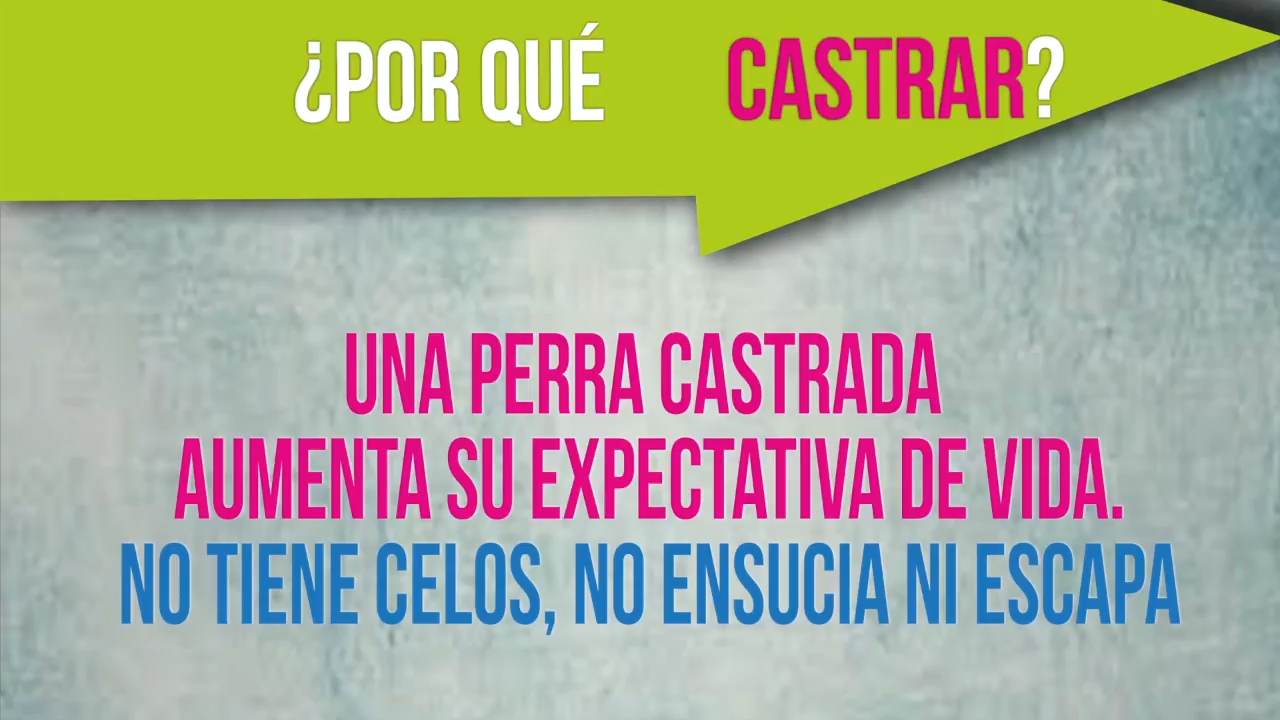 ¿POR QUÉ CASTRAR?
UNA PERRA CASTRADA
AUMENTA SU EXPECTATIVA DE VIDA.
NO TIENE CELOS, NO ENSUCIA NI ESCAPA